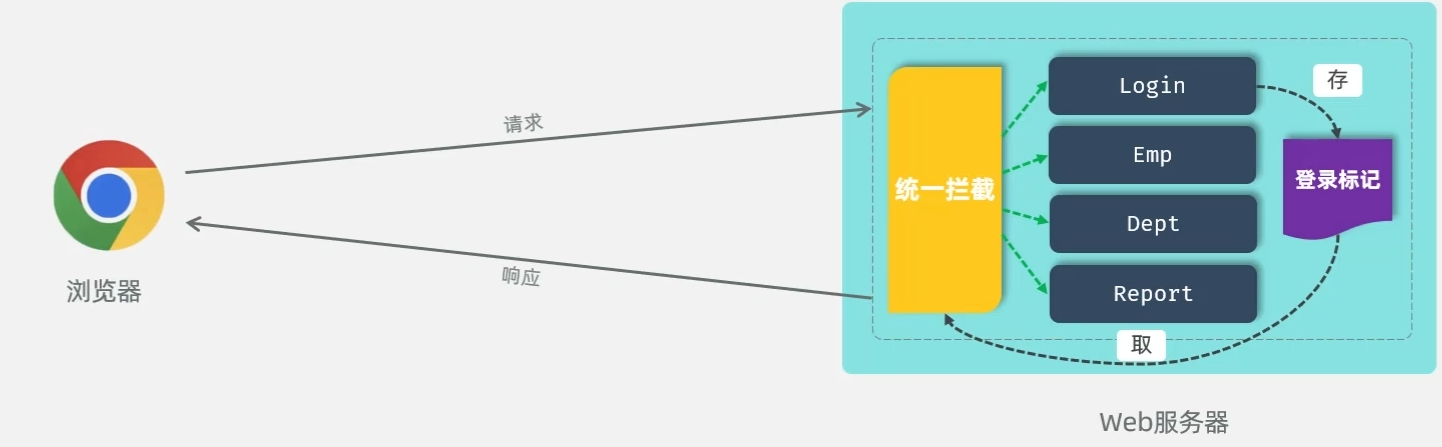 请求
响应
浏览器
统一拦截
Login
Emp
Dept
Report
存
登录标记
取
Web服务器